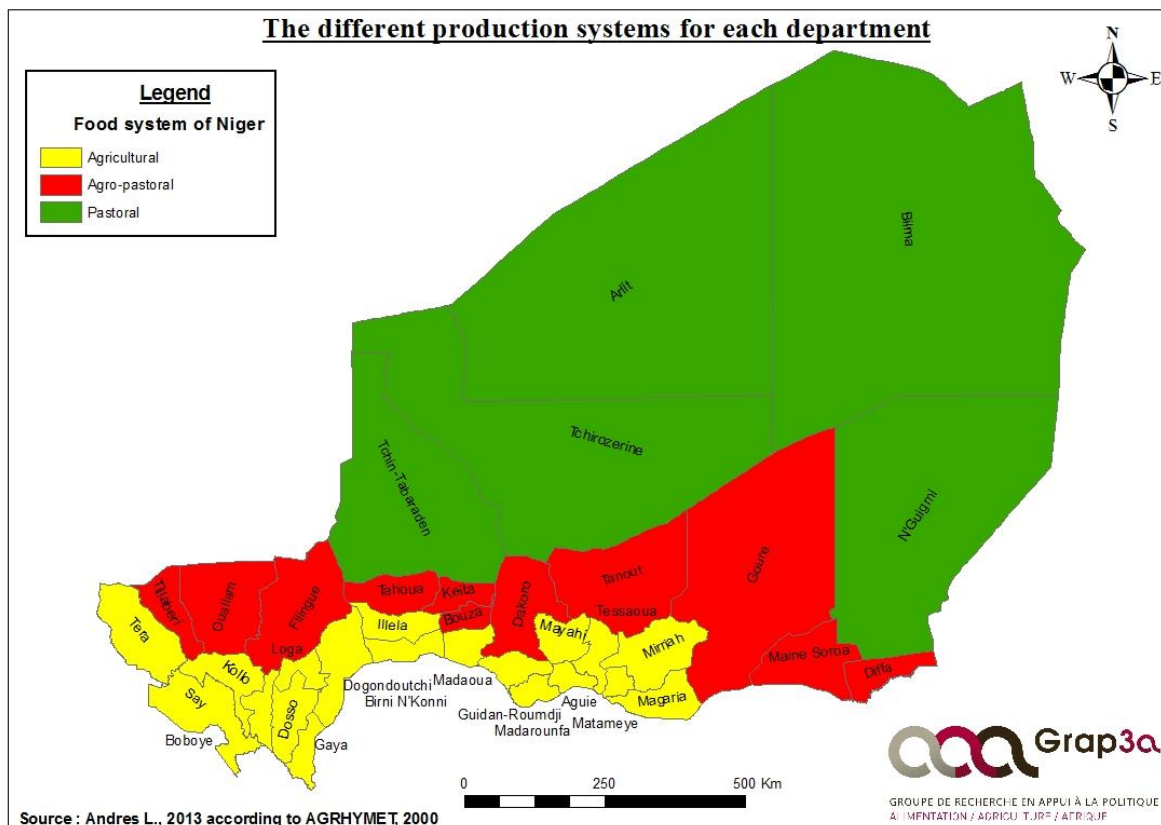 The different production systems for each department
N
W E
S
Legend
Food system of Niger
Agricultural
Agro-pastoral
Pastoral
Bilma
Arlit
Tchirozerine
Tchin-Tabaraden
N'Guigmi
Goure
Tanout
Tahoua
Keita
Filingue
Ouallam
Tillaberi
Dakoro
Tessaoua
Bouza
Tera
Illela
Mayahi
Mirriah
Loga
Maine Soroa
Diffa
Kollo
Say
Dosso
Magaria
Dogondoutchi
Madaoua
Birni N'Konni
Guidan-Roumdji
Aguie
Madarounfa
Matameye
Boboye
Gaya
0 250 500 Km
Grap3a
GROUPE DE RECHERCHE EN APPUI À LA POLITIQUE
ALIMENTATION / AGRICULTURE / AFRIQUE
Source : Andres L., 2013 according to AGRHYMET, 2000